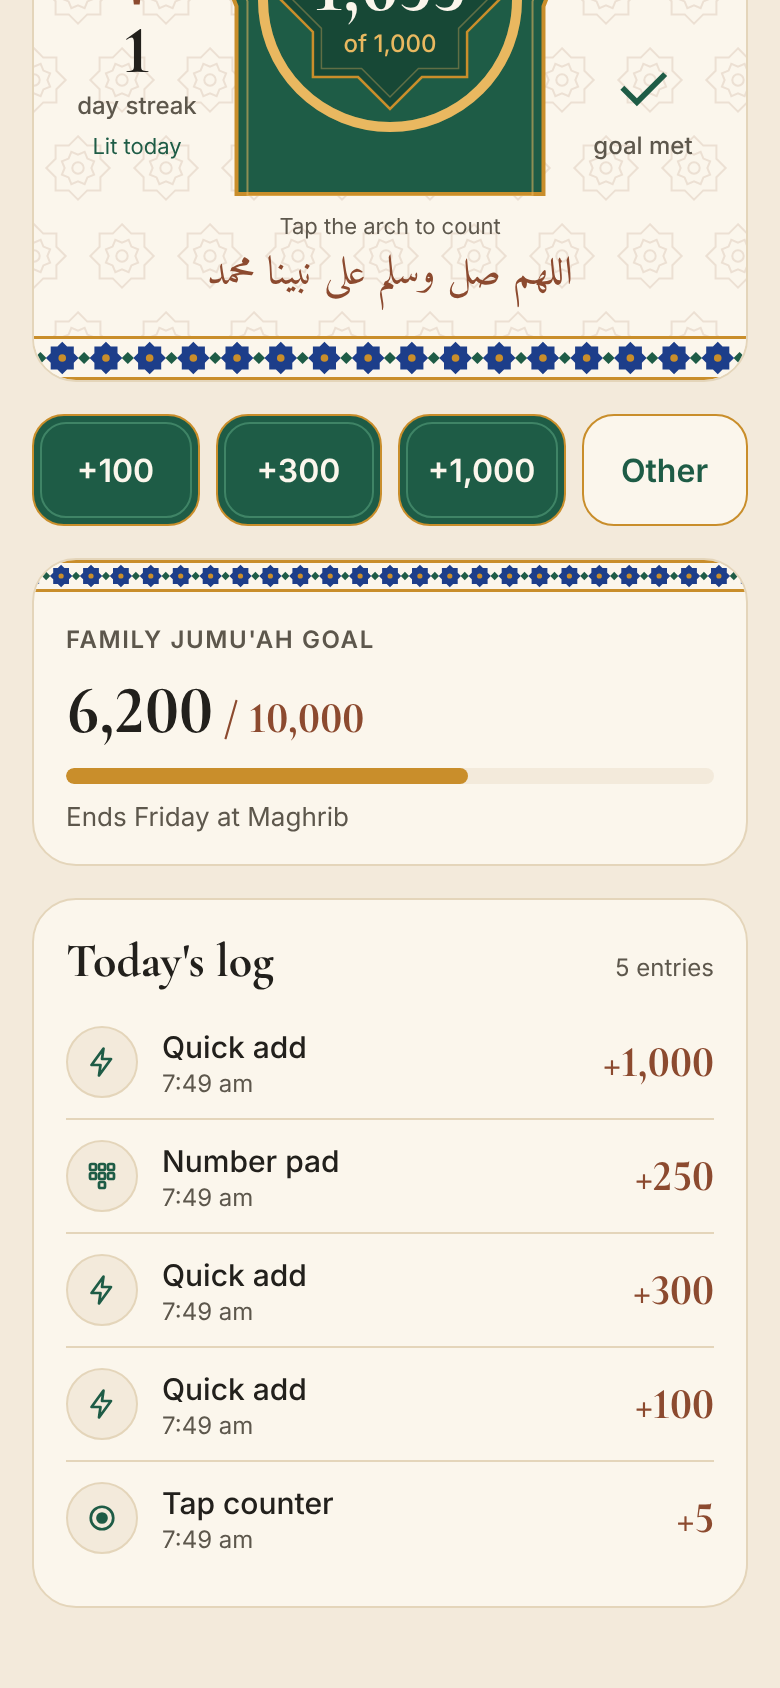 1
day streak
Lit today
of 1,000
goal met
Tap the arch to count
اللهم صل وسلم على نبينا محمد
+100
+300
+1,000
Other
FAMILY JUMU'AH GOAL
6,200 / 10,000
Ends Friday at Maghrib
Today's log
5 entries
Quick add
+1,000
7:49 am
Number pad
+250
7:49 am
Quick add
+300
7:49 am
Quick add
+100
7:49 am
Tap counter
+5
7:49 am